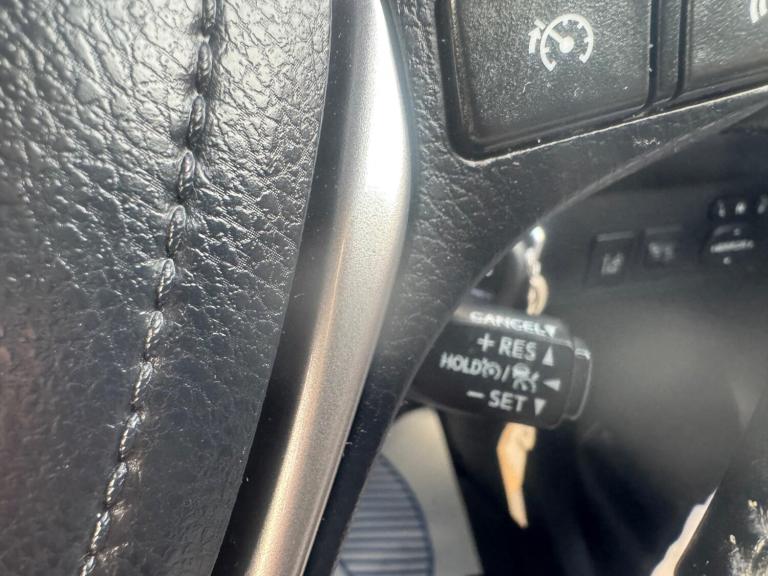 CANCEL▼
+ RES ▲
HOLD / ◄
− SET ▼